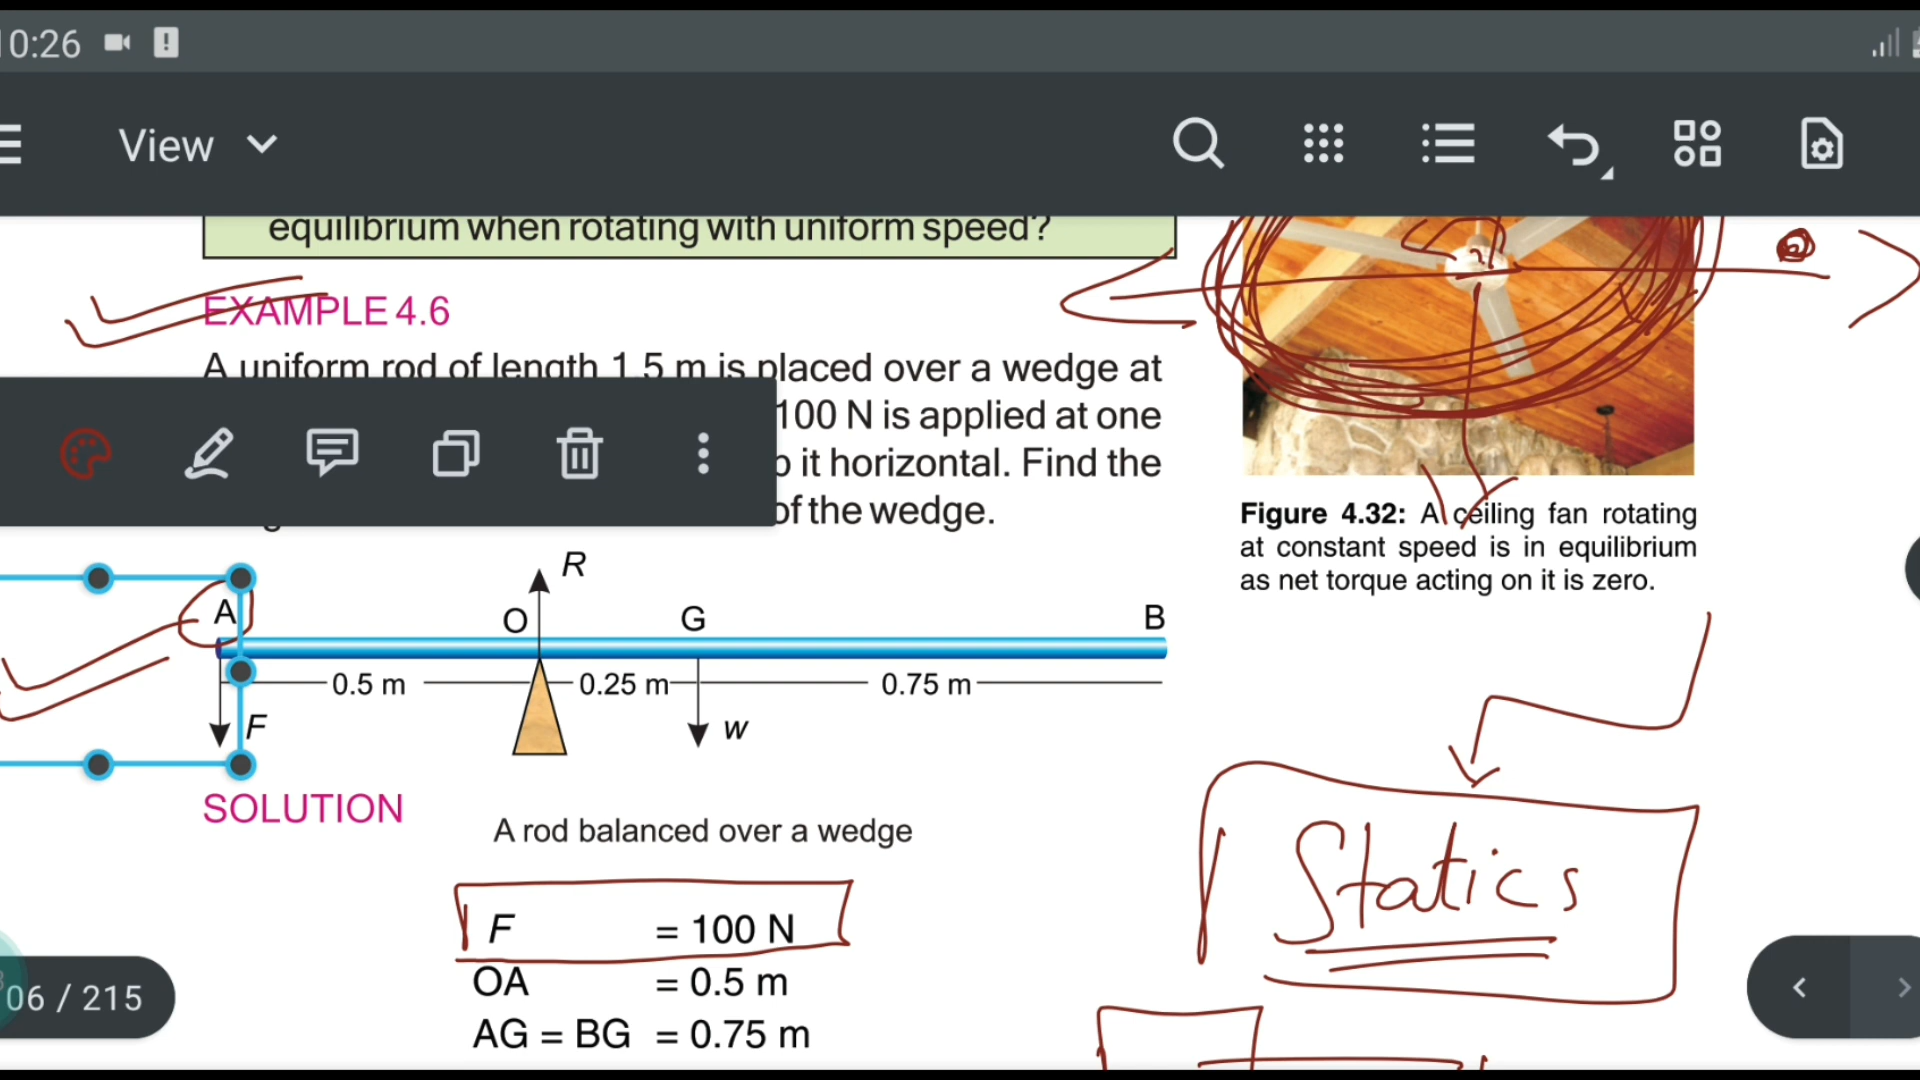 0:26
View
equilibrium when rotating with uniform speed?
EXAMPLE 4.6
A uniform rod of length 1.5 m is placed over a wedge at
100 N is applied at one
it horizontal. Find the
of the wedge.
R
A
O
G
B
0.5 m
0.25 m
0.75 m
F
w
SOLUTION
A rod balanced over a wedge
F = 100 N
OA = 0.5 m
AG = BG = 0.75 m
Figure 4.32: A ceiling fan rotating
at constant speed is in equilibrium
as net torque acting on it is zero.
Statics
06 / 215